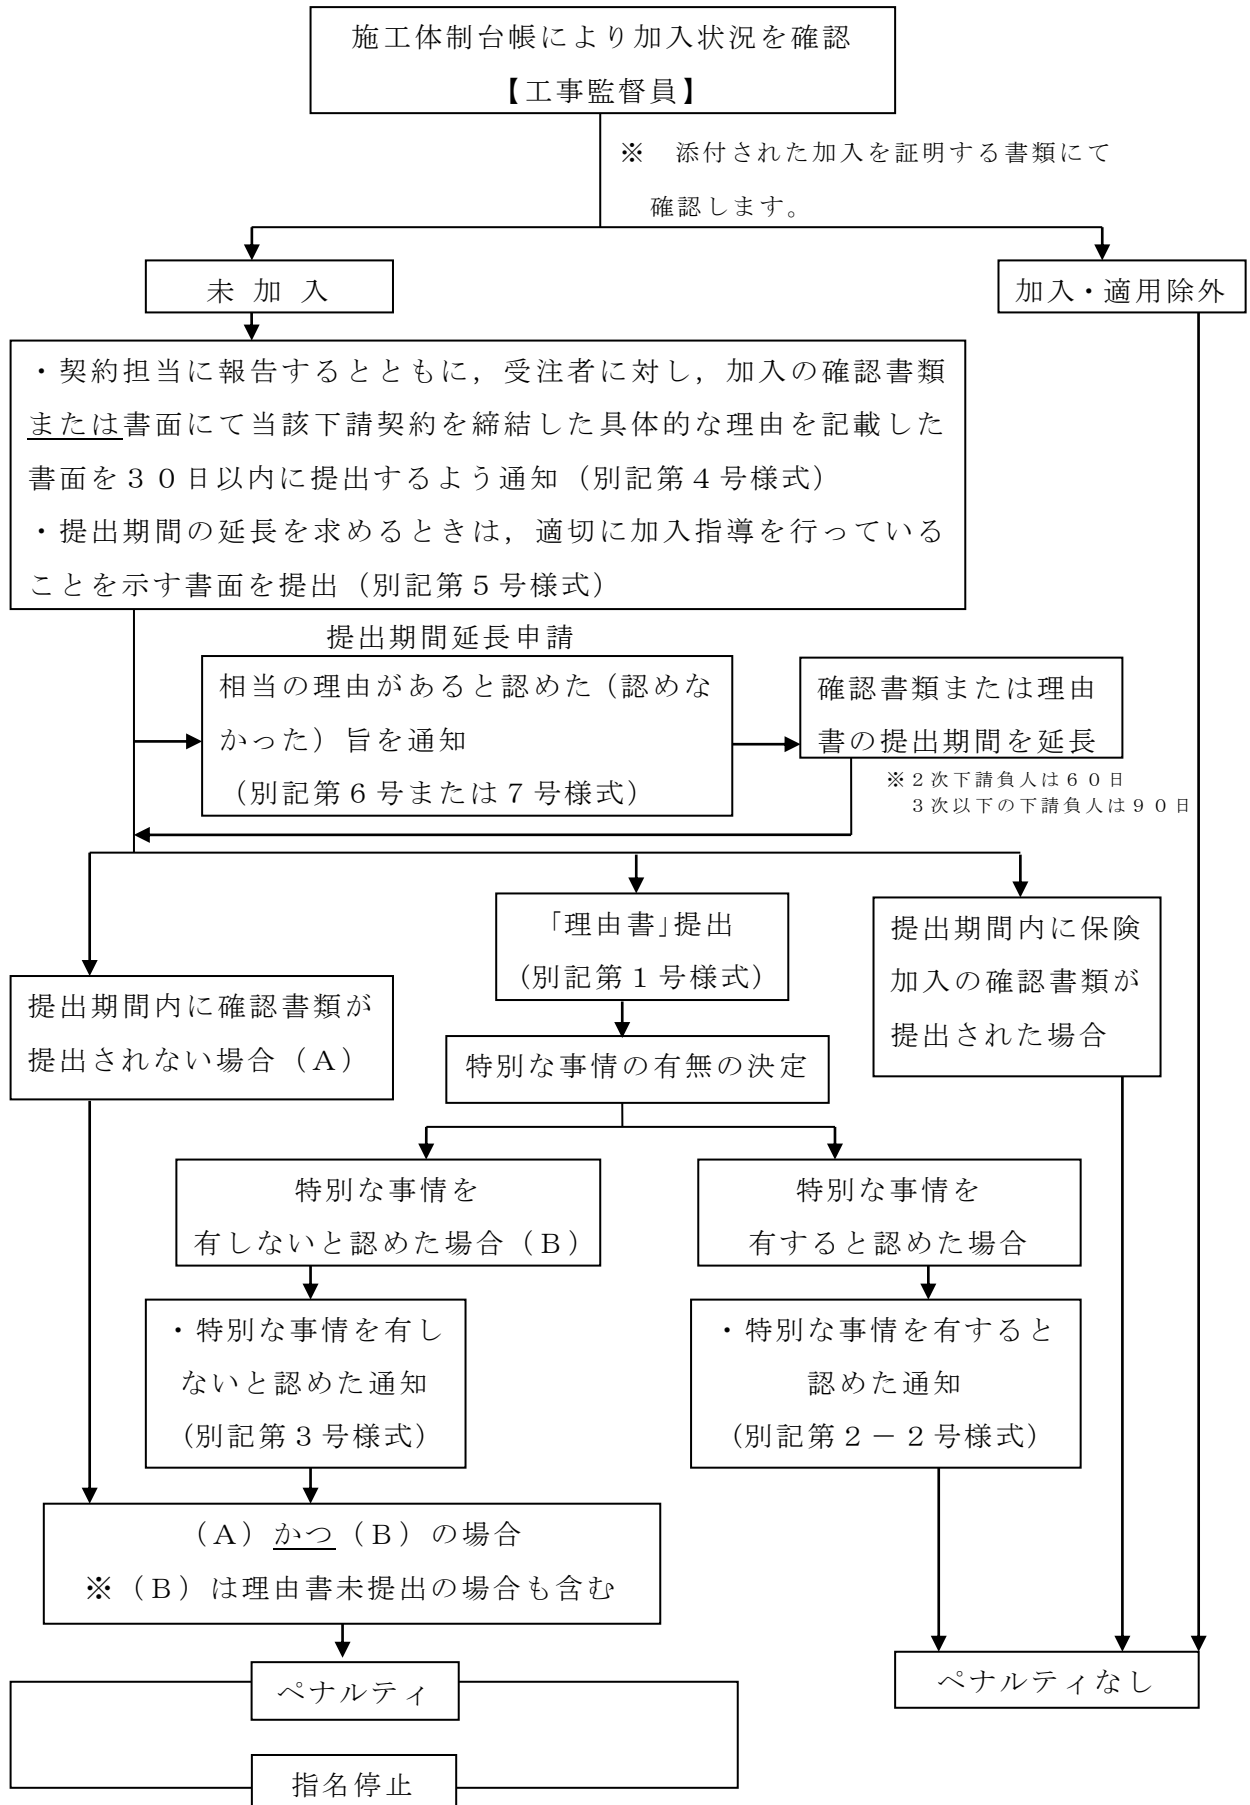 施工体制台帳により加入状況を確認
【工事監督員】
※　添付された加入を証明する書類にて
確認します。
未 加 入
加入・適用除外
・契約担当に報告するとともに，受注者に対し，加入の確認書類
または書面にて当該下請契約を締結した具体的な理由を記載した
書面を３０日以内に提出するよう通知（別記第４号様式）
・提出期間の延長を求めるときは，適切に加入指導を行っている
ことを示す書面を提出（別記第５号様式）
提出期間延長申請
相当の理由があると認めた（認めな
かった）旨を通知
（別記第６号または７号様式）
確認書類または理由
書の提出期間を延長
※２次下請負人は６０日
３次以下の下請負人は９０日
「理由書」提出
（別記第１号様式）
提出期間内に保険
加入の確認書類が
提出された場合
提出期間内に確認書類が
提出されない場合（Ａ）
特別な事情の有無の決定
特別な事情を
有しないと認めた場合（Ｂ）
特別な事情を
有すると認めた場合
・特別な事情を有し
ないと認めた通知
（別記第３号様式）
・特別な事情を有すると
認めた通知
（別記第２－２号様式）
（Ａ）かつ（Ｂ）の場合
※（Ｂ）は理由書未提出の場合も含む
ペナルティ
ペナルティなし
指名停止